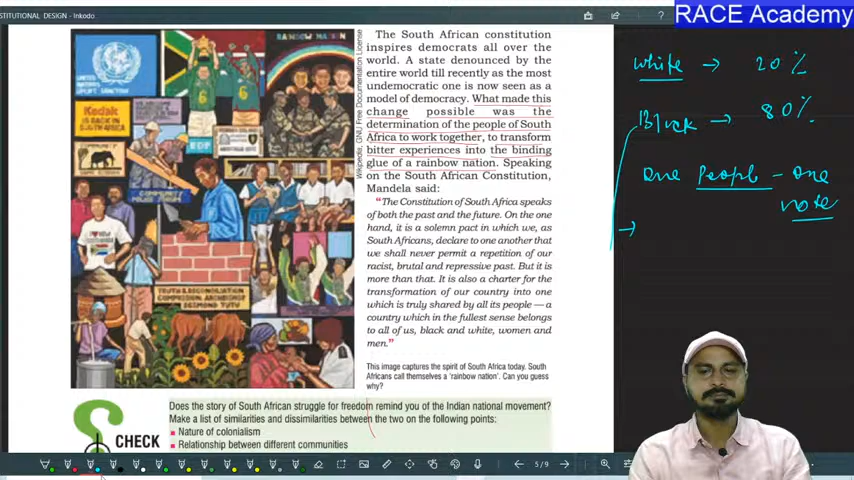 STITUTIONAL DESIGN - Inkodo
RACE Academy
UNITED NATIONS
RAINBOW NATION
Kodak
IS BACK IN SOUTH AFRICA
COMMUNITY
RDP
6
6
COMMUNITY POLICE FORUM
TRUTH & RECONCILIATION
COMMISSION ARCHBISHOP
DESMOND TUTU
Wikipedia, GNU Free Documentation License
The South African constitution
inspires democrats all over the
world. A state denounced by the
entire world till recently as the most
undemocratic one is now seen as a
model of democracy. What made this
change possible was the
determination of the people of South
Africa to work together, to transform
bitter experiences into the binding
glue of a rainbow nation. Speaking
on the South African Constitution,
Mandela said:
"The Constitution of South Africa speaks
of both the past and the future. On the one
hand, it is a solemn pact in which we, as
South Africans, declare to one another that
we shall never permit a repetition of our
racist, brutal and repressive past. But it is
more than that. It is also a charter for the
transformation of our country into one
which is truly shared by all its people — a
country which in the fullest sense belongs
to all of us, black and white, women and
men."
This image captures the spirit of South Africa today. South
Africans call themselves a 'rainbow nation'. Can you guess
why?
CHECK
Does the story of South African struggle for freedom remind you of the Indian national movement?
Make a list of similarities and dissimilarities between the two on the following points:
Nature of colonialism
Relationship between different communities
White → 20%
Black → 80%
one People - one
vote
→
5/9